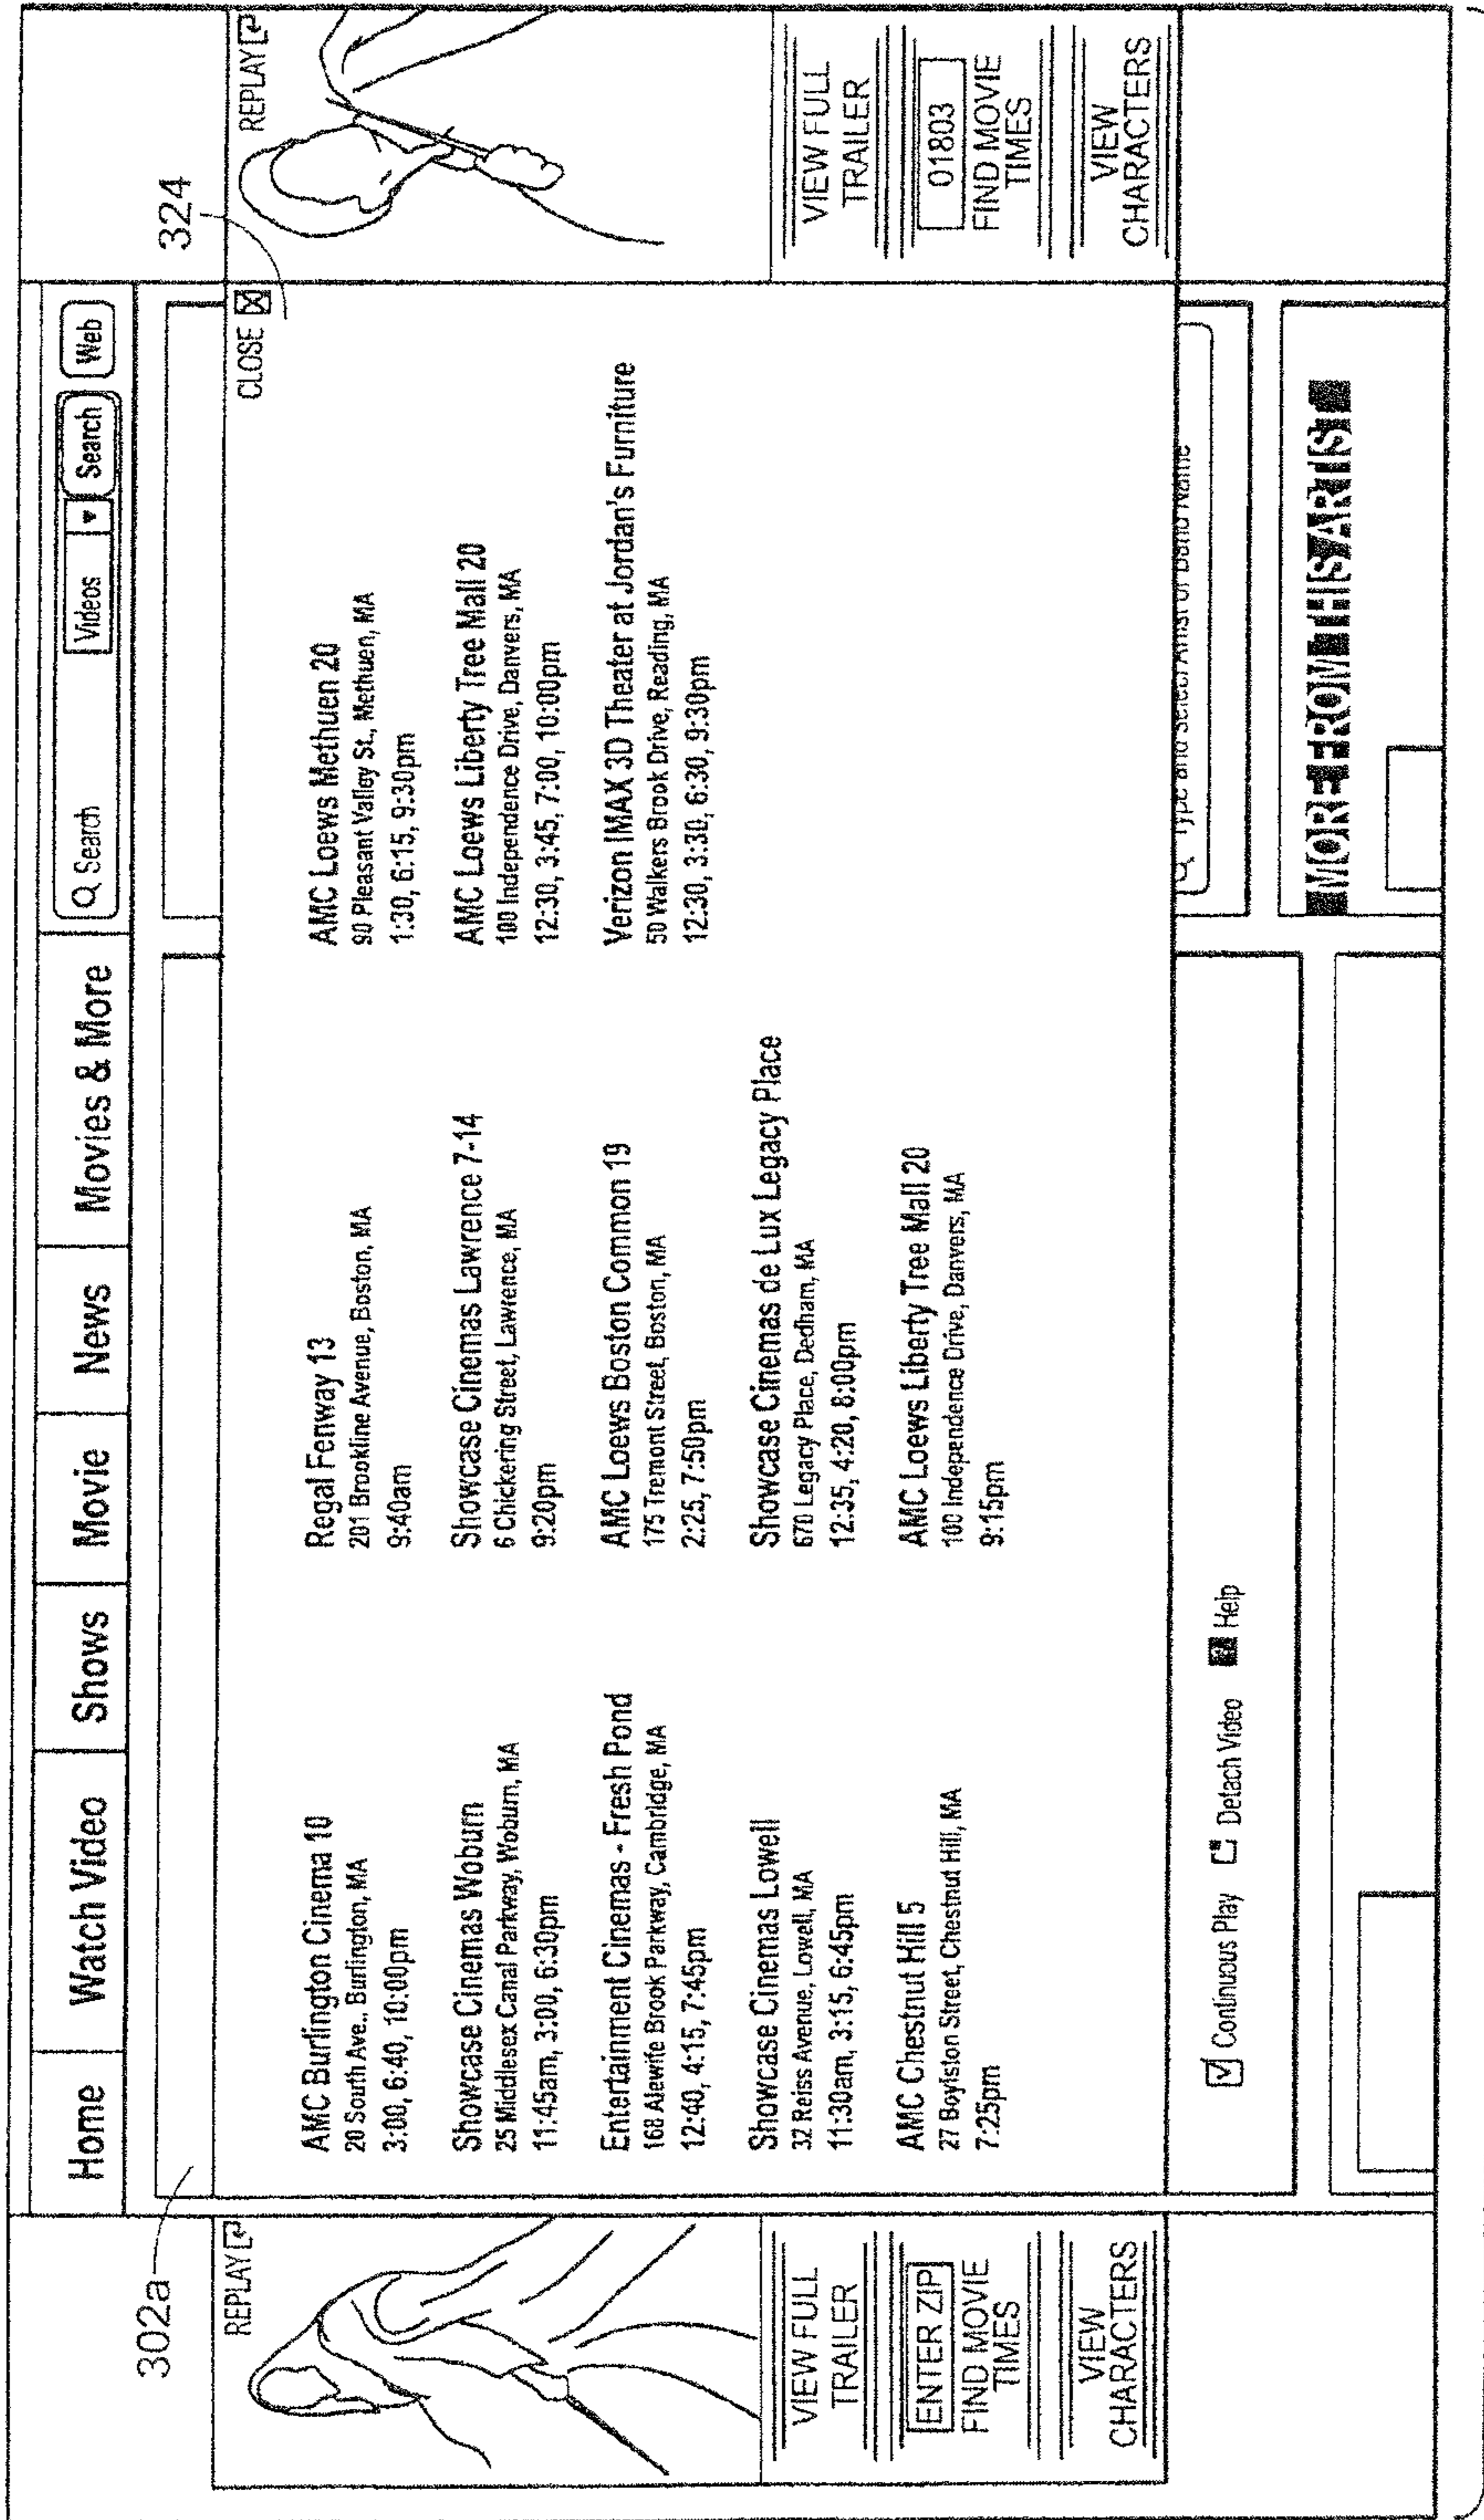 Home Watch Video Shows Movie News Movies & More Search Videos Search Web
302a
324
REPLAY
VIEW FULL
TRAILER
ENTER ZIP
FIND MOVIE
TIMES
VIEW
CHARACTERS
CLOSE
AMC Burlington Cinema 10
20 South Ave., Burlington, MA
3:00, 6:40, 10:00pm
Showcase Cinemas Woburn
25 Middlesex Canal Parkway, Woburn, MA
11:45am, 3:00, 6:30pm
Entertainment Cinemas - Fresh Pond
168 Alewife Brook Parkway, Cambridge, MA
12:40, 4:15, 7:45pm
Showcase Cinemas Lowell
32 Reiss Avenue, Lowell, MA
11:30am, 3:15, 6:45pm
AMC Chestnut Hill 5
27 Boylston Street, Chestnut Hill, MA
7:25pm
Regal Fenway 13
201 Brookline Avenue, Boston, MA
9:40am
Showcase Cinemas Lawrence 7-14
6 Chickering Street, Lawrence, MA
9:20pm
AMC Loews Boston Common 19
175 Tremont Street, Boston, MA
2:25, 7:50pm
Showcase Cinemas de Lux Legacy Place
670 Legacy Place, Dedham, MA
12:35, 4:20, 8:00pm
AMC Loews Liberty Tree Mall 20
100 Independence Drive, Danvers, MA
9:15pm
AMC Loews Methuen 20
90 Pleasant Valley St., Methuen, MA
1:30, 6:15, 9:30pm
AMC Loews Liberty Tree Mall 20
100 Independence Drive, Danvers, MA
12:30, 3:45, 7:00, 10:00pm
Verizon IMAX 3D Theater at Jordan's Furniture
50 Walkers Brook Drive, Reading, MA
12:30, 3:30, 6:30, 9:30pm
REPLAY
VIEW FULL
TRAILER
01803
FIND MOVIE
TIMES
VIEW
CHARACTERS
Continuous Play Detach Video Help
Type and Select Artist or Band Name
MORE FROM THIS ARTIS